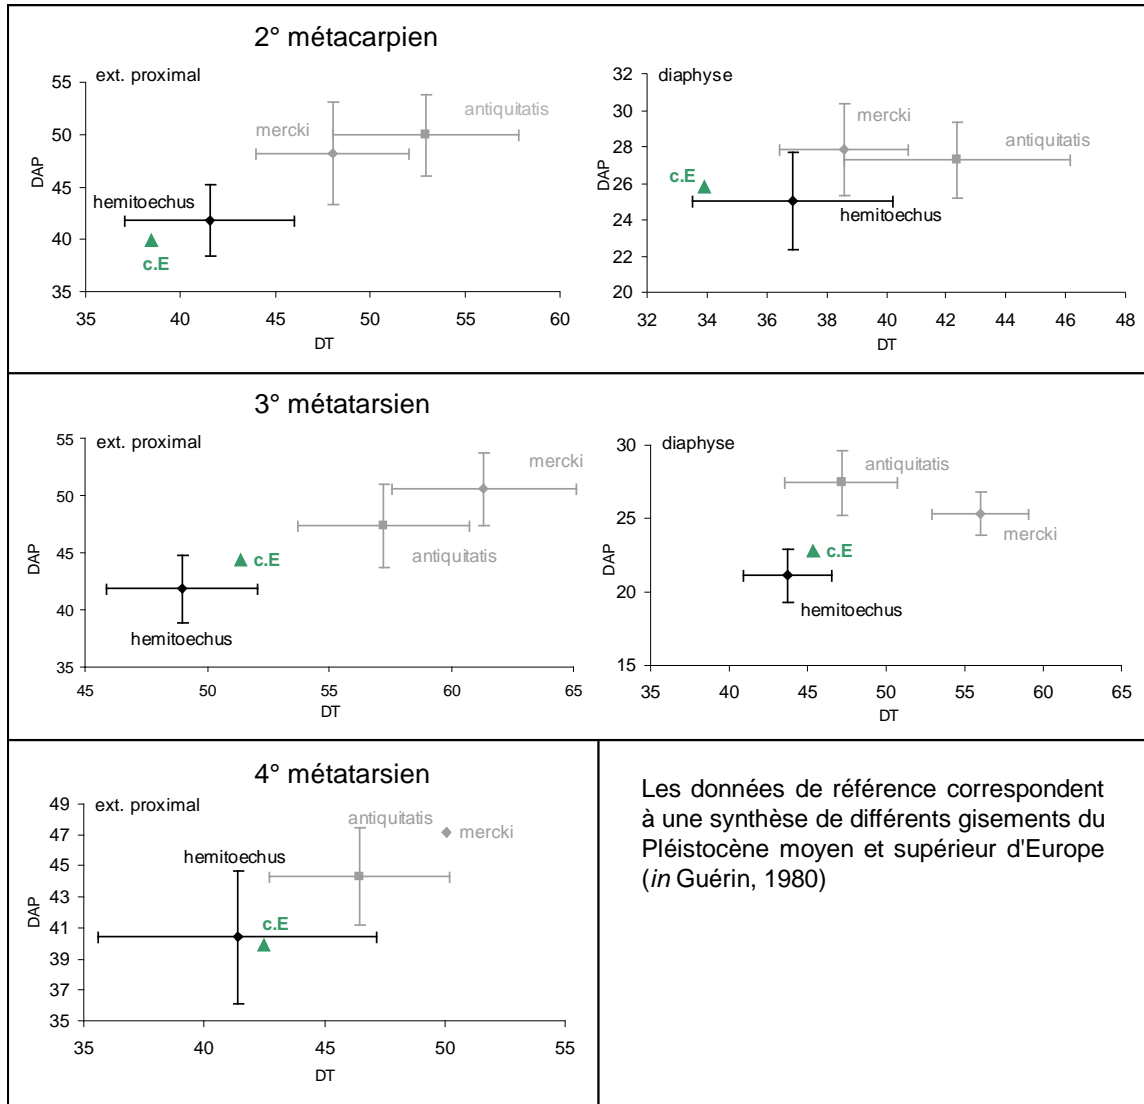 2° métacarpien
ext. proximal
55
50
45
40
35
DAP
mercki
antiquitatis
hemitoechus
c.E
35 40 45 50 55 60
DT
diaphyse
32
30
28
26
24
22
20
DAP
mercki
antiquitatis
c.E
hemitoechus
32 34 36 38 40 42 44 46 48
DT
3° métatarsien
ext. proximal
55
50
45
40
35
DAP
mercki
c.E
antiquitatis
hemitoechus
45 50 55 60 65
DT
diaphyse
30
25
20
15
DAP
antiquitatis
mercki
c.E
hemitoechus
35 40 45 50 55 60 65
DT
4° métatarsien
ext. proximal
49
47
45
43
41
39
37
35
DAP
antiquitatis
mercki
hemitoechus
c.E
35 40 45 50 55
DT
Les données de référence correspondent
à une synthèse de différents gisements du
Pléistocène moyen et supérieur d'Europe
(in Guérin, 1980)